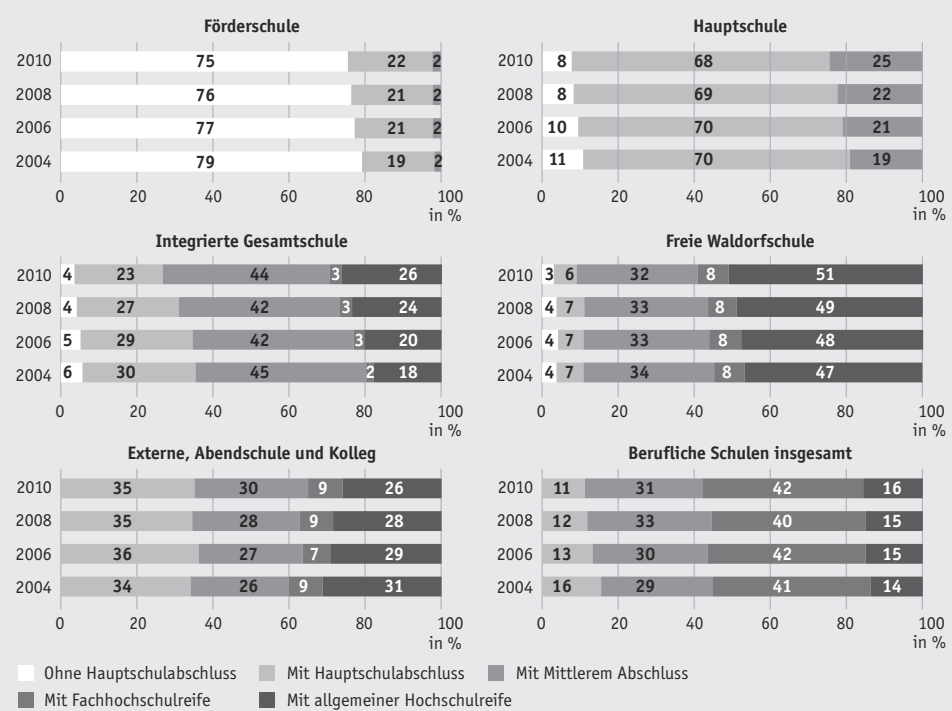 Förderschule
2010 75 22 2
2008 76 21 2
2006 77 21 2
2004 79 19 2
0 20 40 60 80 100
in %
Hauptschule
2010 8 68 25
2008 8 69 22
2006 10 70 21
2004 11 70 19
0 20 40 60 80 100
in %
Integrierte Gesamtschule
2010 4 23 44 3 26
2008 4 27 42 3 24
2006 5 29 42 3 20
2004 6 30 45 2 18
0 20 40 60 80 100
in %
Freie Waldorfschule
2010 3 6 32 8 51
2008 4 7 33 8 49
2006 4 7 33 8 48
2004 4 7 34 8 47
0 20 40 60 80 100
in %
Externe, Abendschule und Kolleg
2010 35 30 9 26
2008 35 28 9 28
2006 36 27 7 29
2004 34 26 9 31
0 20 40 60 80 100
in %
Berufliche Schulen insgesamt
2010 11 31 42 16
2008 12 33 40 15
2006 13 30 42 15
2004 16 29 41 14
0 20 40 60 80 100
in %
Ohne Hauptschulabschluss Mit Hauptschulabschluss Mit Mittlerem Abschluss
Mit Fachhochschulreife Mit allgemeiner Hochschulreife